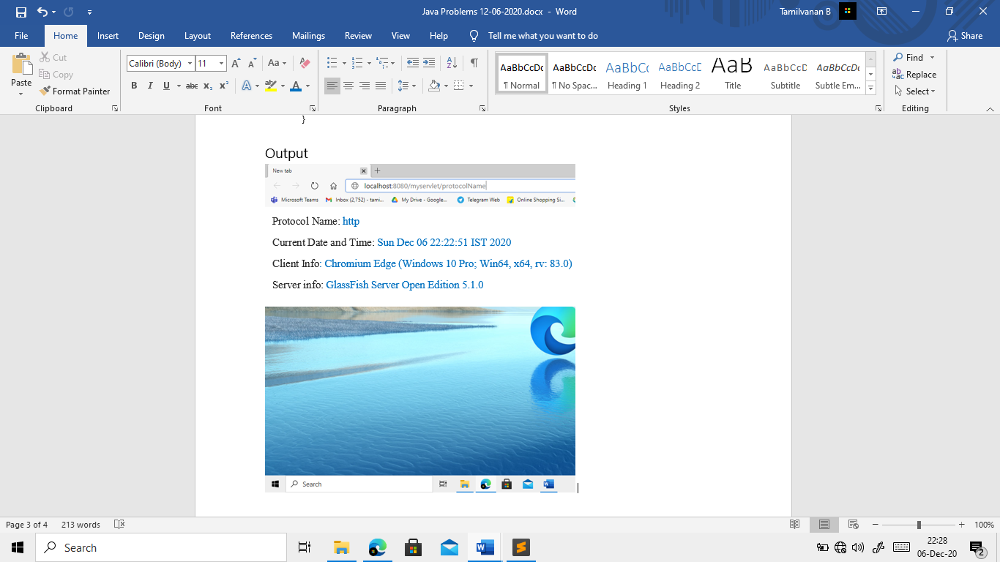 Java Problems 12-06-2020.docx - Word
Tamilvanan B
File Home Insert Design Layout References Mailings Review View Help Tell me what you want to do Share
Paste
Cut
Copy
Format Painter
Clipboard
Calibri (Body) 11
Font
Paragraph
AaBbCcDc AaBbCcDc AaBbCc AaBbCcD AaB AaBbCcD AaBbCcDc
¶ Normal ¶ No Spac... Heading 1 Heading 2 Title Subtitle Subtle Em...
Styles
Find
Replace
Select
Editing
}
Output
New tab
localhost:8080/myservlet/protocolName
Microsoft Teams Inbox (2,752) - tami... My Drive - Google... Telegram Web Online Shopping Si...
Protocol Name: http
Current Date and Time: Sun Dec 06 22:22:51 IST 2020
Client Info: Chromium Edge (Windows 10 Pro; Win64, x64, rv: 83.0)
Server info: GlassFish Server Open Edition 5.1.0
Search
Page 3 of 4 213 words
100%
Search
22:28
06-Dec-20
2